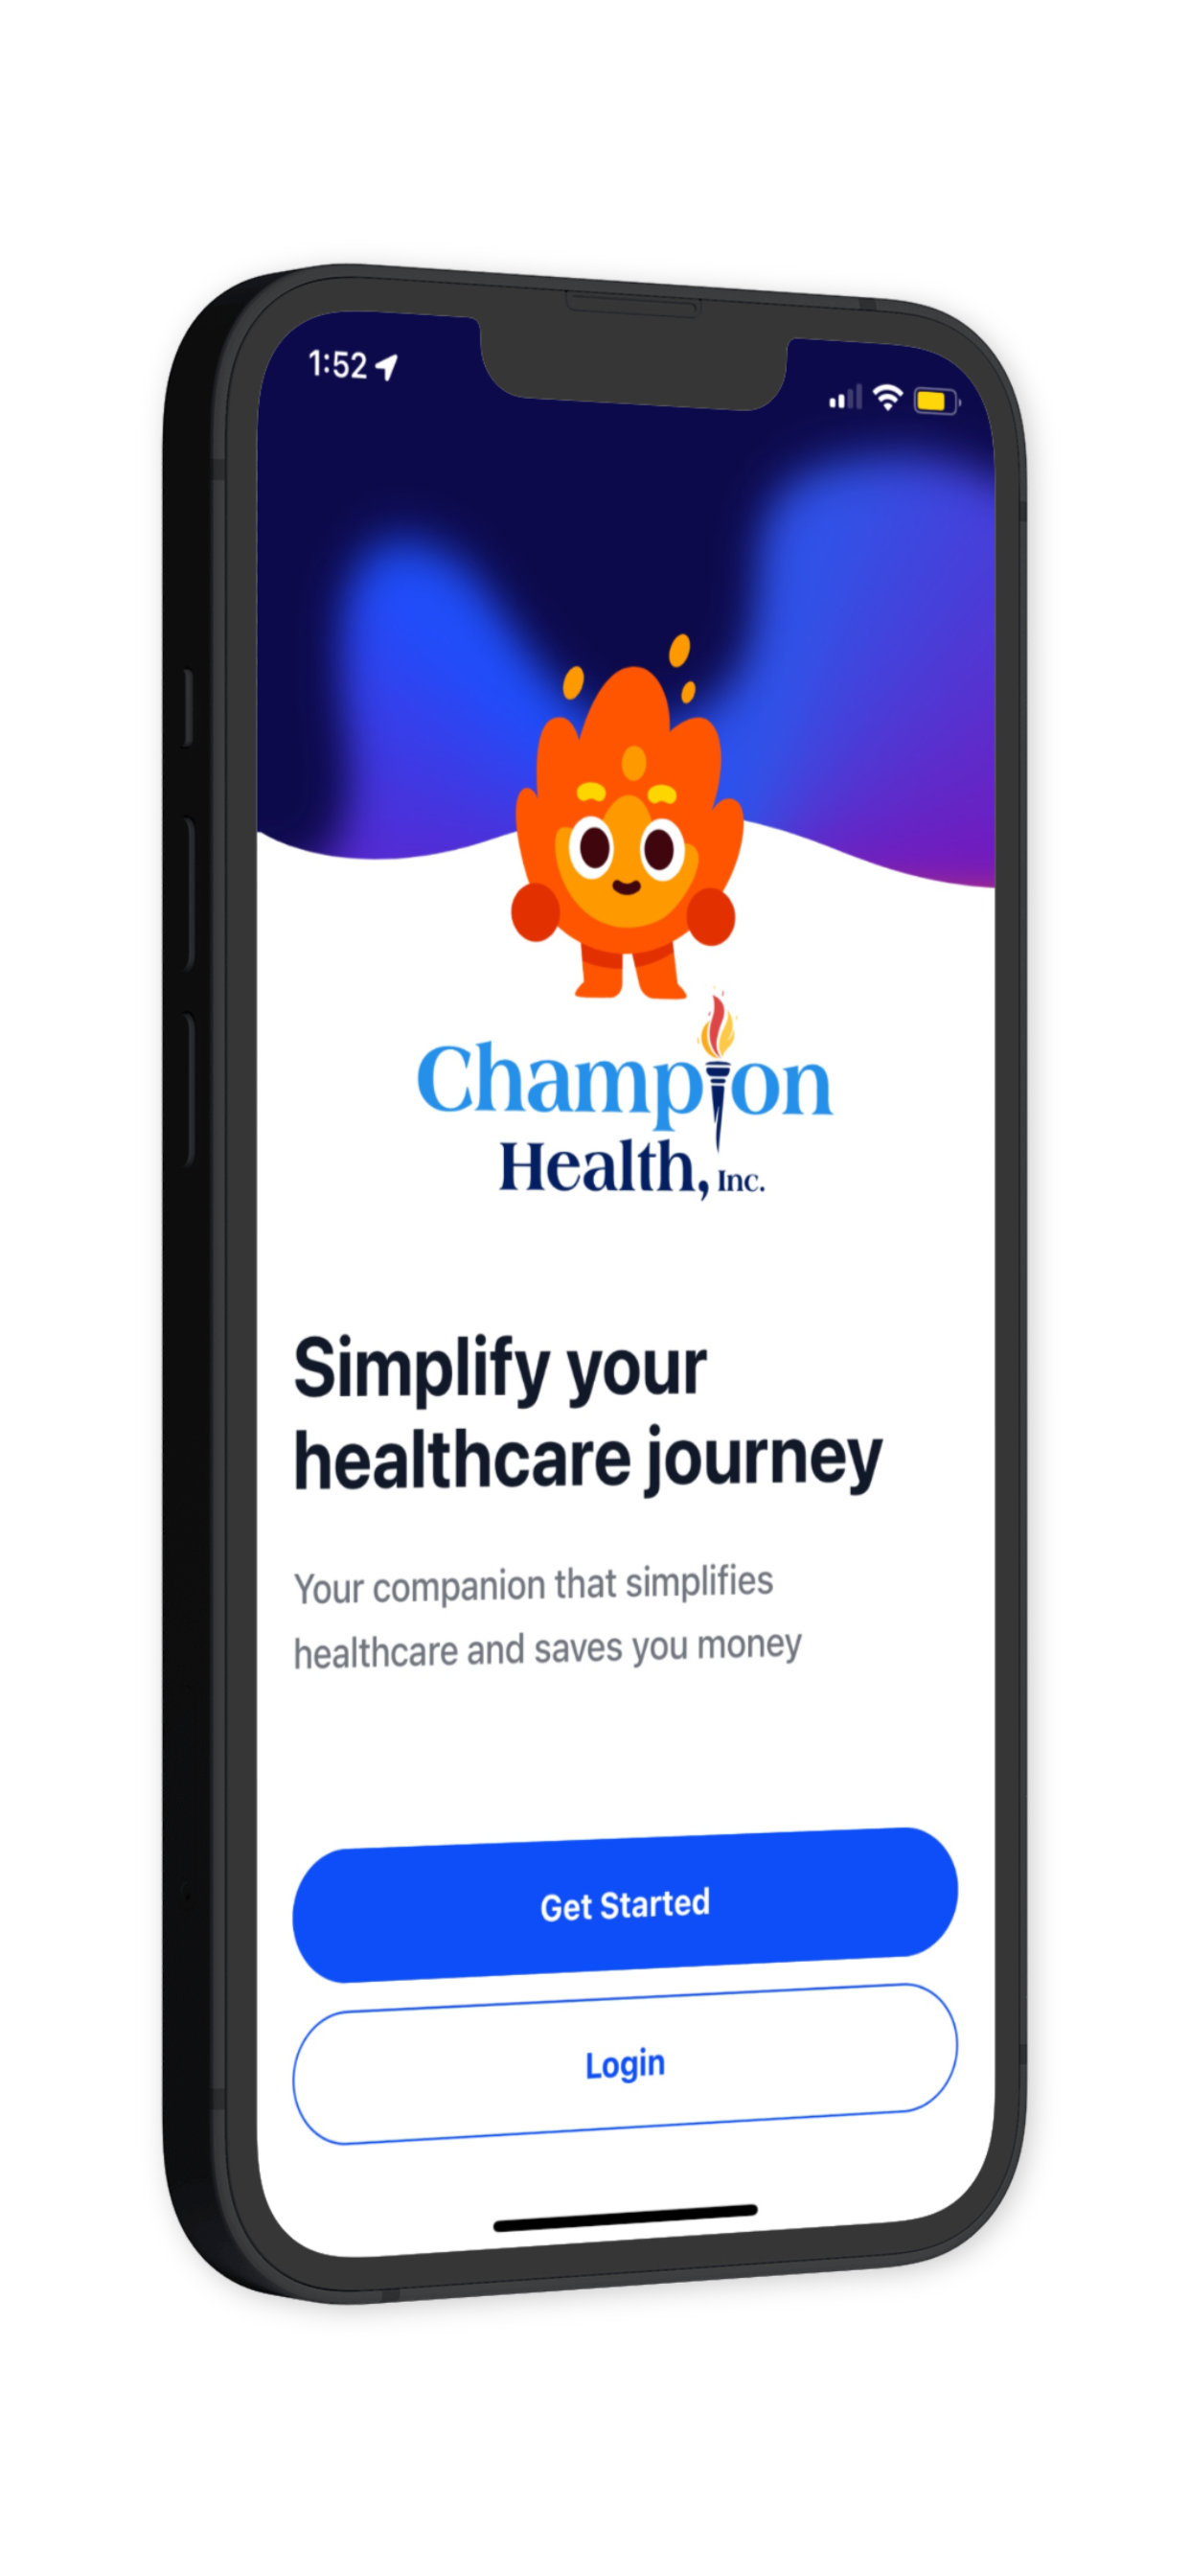 1:52
Champion
Health, Inc.
Simplify your
healthcare journey
Your companion that simplifies
healthcare and saves you money
Get Started
Login